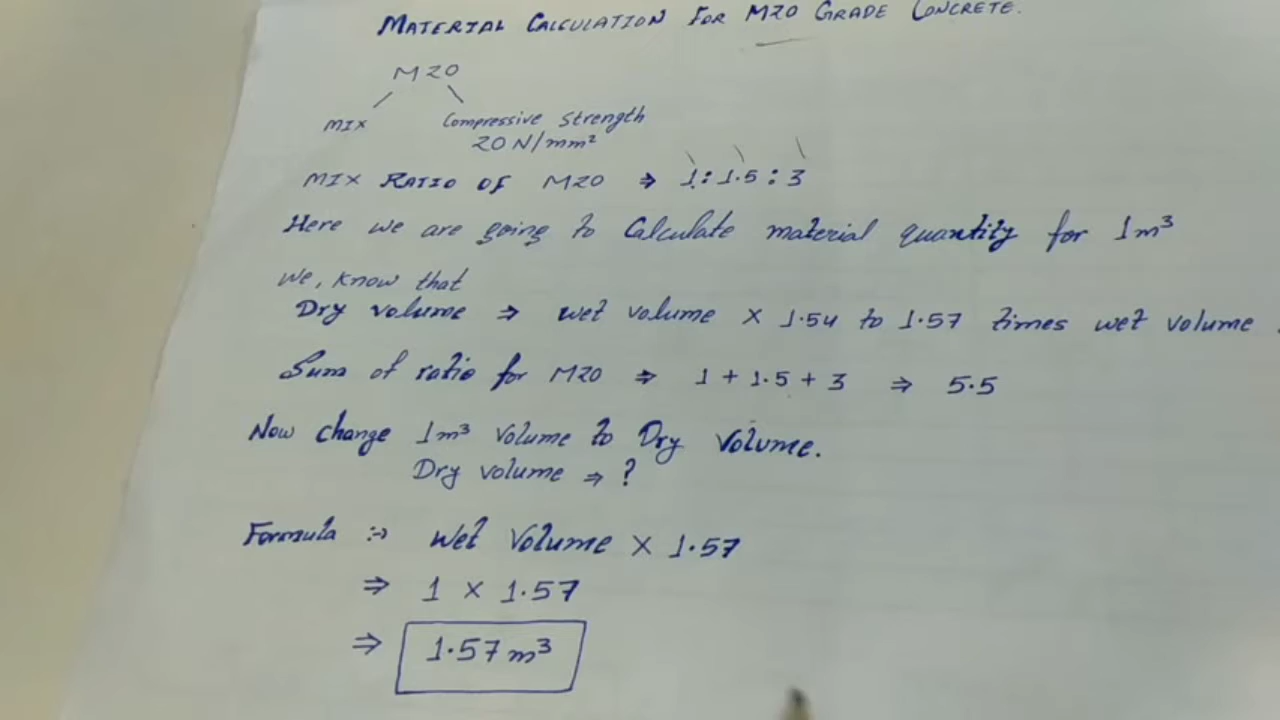 MATERIAL CALCULATION FOR M20 GRADE CONCRETE.
M20
MIX Compressive Strength
20 N/mm²
MIX RATIO OF M20 ⇒ 1 : 1.5 : 3
Here we are going to Calculate material quantity for 1m³
We, know that
Dry volume ⇒ wet volume × 1.54 to 1.57 times wet volume.
Sum of ratio for M20 ⇒ 1 + 1.5 + 3 ⇒ 5.5
Now change 1m³ Volume to Dry Volume.
Dry volume ⇒ ?
Formula :-> Wet Volume × 1.57
⇒ 1 × 1.57
⇒ 1.57 m³